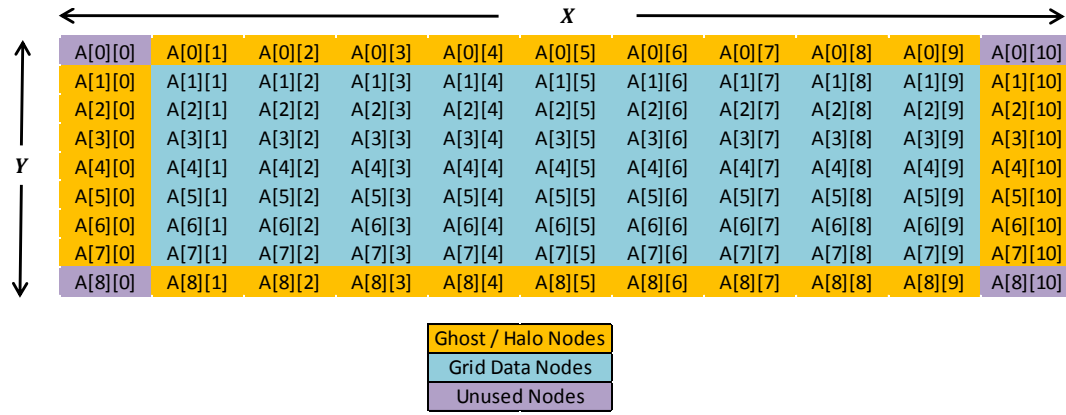 X
A[0][0] A[0][1] A[0][2] A[0][3] A[0][4] A[0][5] A[0][6] A[0][7] A[0][8] A[0][9] A[0][10]
A[1][0] A[1][1] A[1][2] A[1][3] A[1][4] A[1][5] A[1][6] A[1][7] A[1][8] A[1][9] A[1][10]
A[2][0] A[2][1] A[2][2] A[2][3] A[2][4] A[2][5] A[2][6] A[2][7] A[2][8] A[2][9] A[2][10]
A[3][0] A[3][1] A[3][2] A[3][3] A[3][4] A[3][5] A[3][6] A[3][7] A[3][8] A[3][9] A[3][10]
Y A[4][0] A[4][1] A[4][2] A[4][3] A[4][4] A[4][5] A[4][6] A[4][7] A[4][8] A[4][9] A[4][10]
A[5][0] A[5][1] A[5][2] A[5][3] A[5][4] A[5][5] A[5][6] A[5][7] A[5][8] A[5][9] A[5][10]
A[6][0] A[6][1] A[6][2] A[6][3] A[6][4] A[6][5] A[6][6] A[6][7] A[6][8] A[6][9] A[6][10]
A[7][0] A[7][1] A[7][2] A[7][3] A[7][4] A[7][5] A[7][6] A[7][7] A[7][8] A[7][9] A[7][10]
A[8][0] A[8][1] A[8][2] A[8][3] A[8][4] A[8][5] A[8][6] A[8][7] A[8][8] A[8][9] A[8][10]
Ghost / Halo Nodes
Grid Data Nodes
Unused Nodes